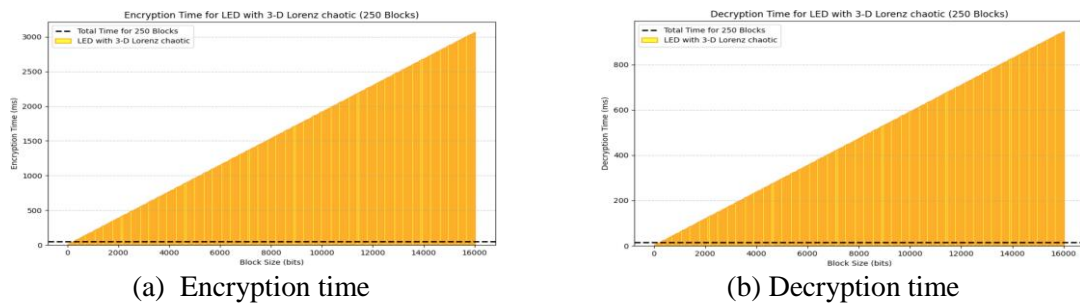 Encryption Time for LED with 3-D Lorenz chaotic (250 Blocks)
Total Time for 250 Blocks
LED with 3-D Lorenz chaotic
3000
2500
2000
1500
1000
500
0
Encryption Time (ms)
0 2000 4000 6000 8000 10000 12000 14000 16000
Block Size (bits)
(a) Encryption time
Decryption Time for LED with 3-D Lorenz chaotic (250 Blocks)
Total Time for 250 Blocks
LED with 3-D Lorenz chaotic
800
600
400
200
0
Decryption Time (ms)
0 2000 4000 6000 8000 10000 12000 14000 16000
Block Size (bits)
(b) Decryption time